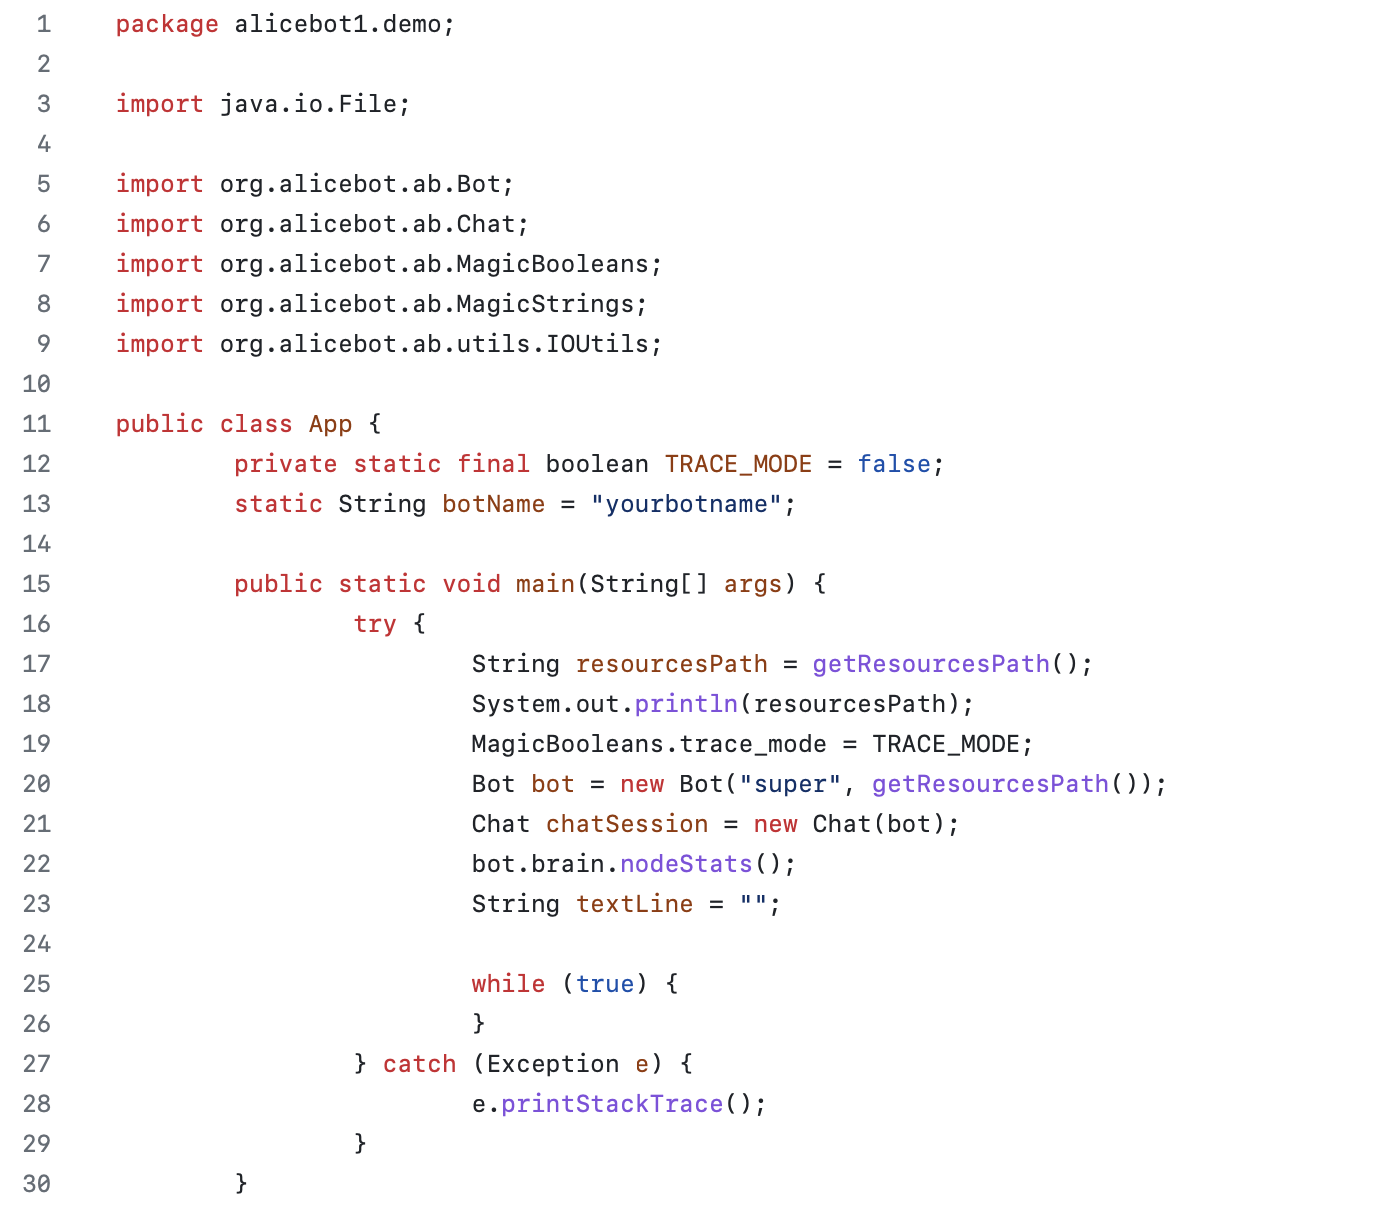 1 package alicebot1.demo;
2
3 import java.io.File;
4
5 import org.alicebot.ab.Bot;
6 import org.alicebot.ab.Chat;
7 import org.alicebot.ab.MagicBooleans;
8 import org.alicebot.ab.MagicStrings;
9 import org.alicebot.ab.utils.IOUtils;
10
11 public class App {
12         private static final boolean TRACE_MODE = false;
13         static String botName = "yourbotname";
14
15         public static void main(String[] args) {
16                 try {
17                         String resourcesPath = getResourcesPath();
18                         System.out.println(resourcesPath);
19                         MagicBooleans.trace_mode = TRACE_MODE;
20                         Bot bot = new Bot("super", getResourcesPath());
21                         Chat chatSession = new Chat(bot);
22                         bot.brain.nodeStats();
23                         String textLine = "";
24
25                         while (true) {
26                         }
27                 } catch (Exception e) {
28                         e.printStackTrace();
29                 }
30         }